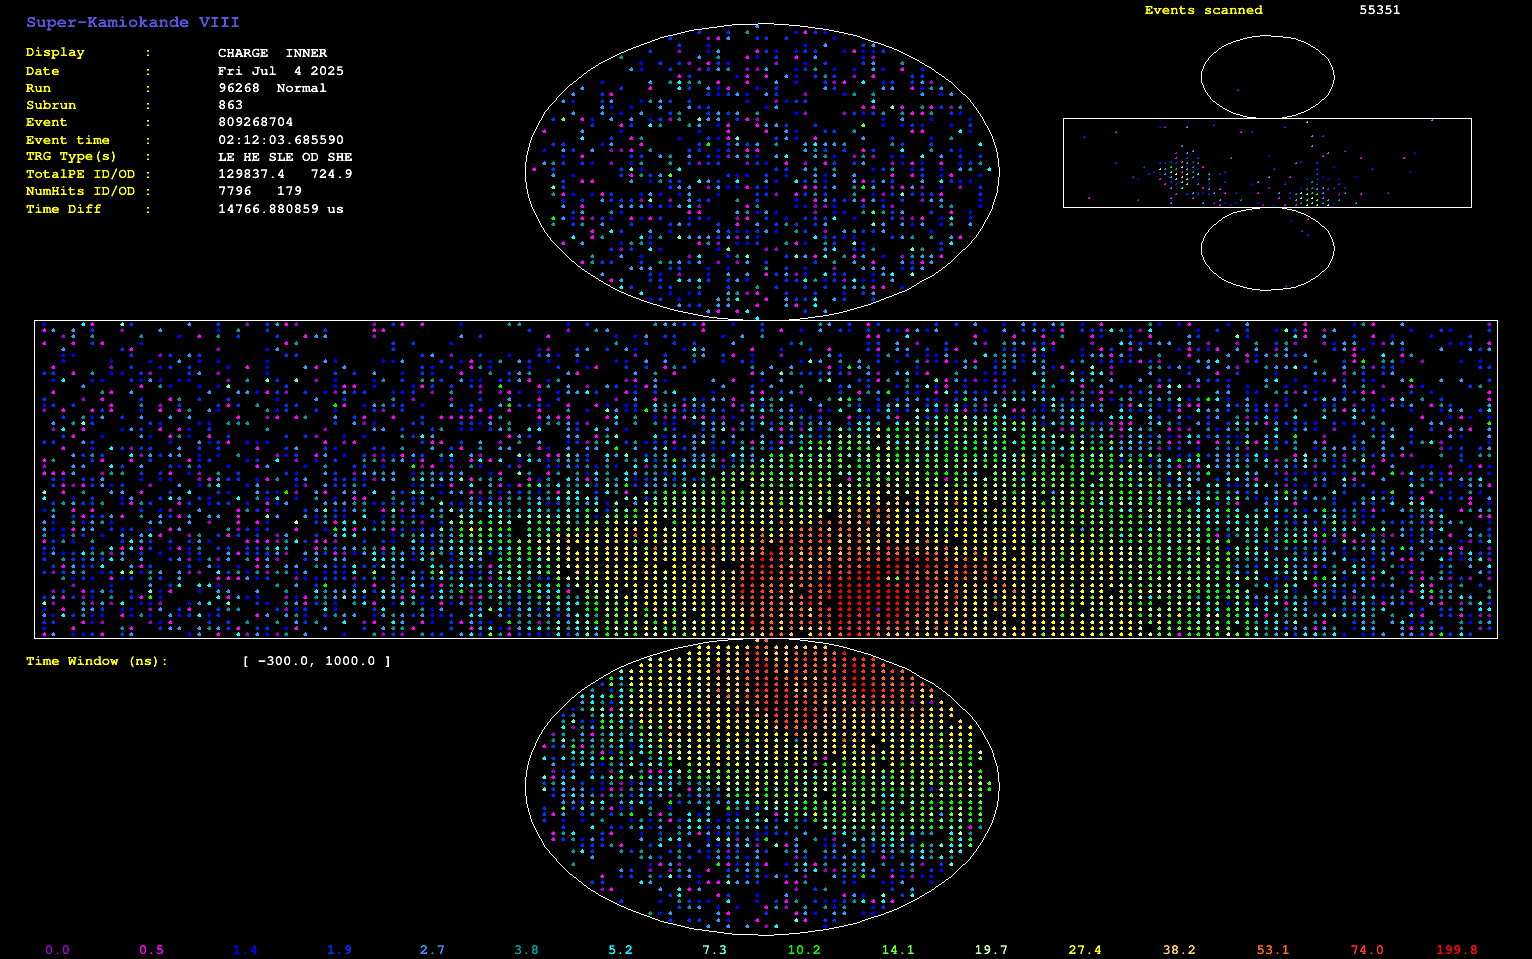 Super-Kamiokande VIII
Events scanned 55351
Display : CHARGE INNER
Date : Fri Jul 4 2025
Run : 96268 Normal
Subrun : 863
Event : 809268704
Event time : 02:12:03.685590
TRG Type(s) : LE HE SLE OD SHE
TotalPE ID/OD : 129837.4 724.9
NumHits ID/OD : 7796 179
Time Diff : 14766.880859 us
Time Window (ns): [ -300.0, 1000.0 ]
0.0 0.5 1.4 1.9 2.7 3.8 5.2 7.3 10.2 14.1 19.7 27.4 38.2 53.1 74.0 199.8